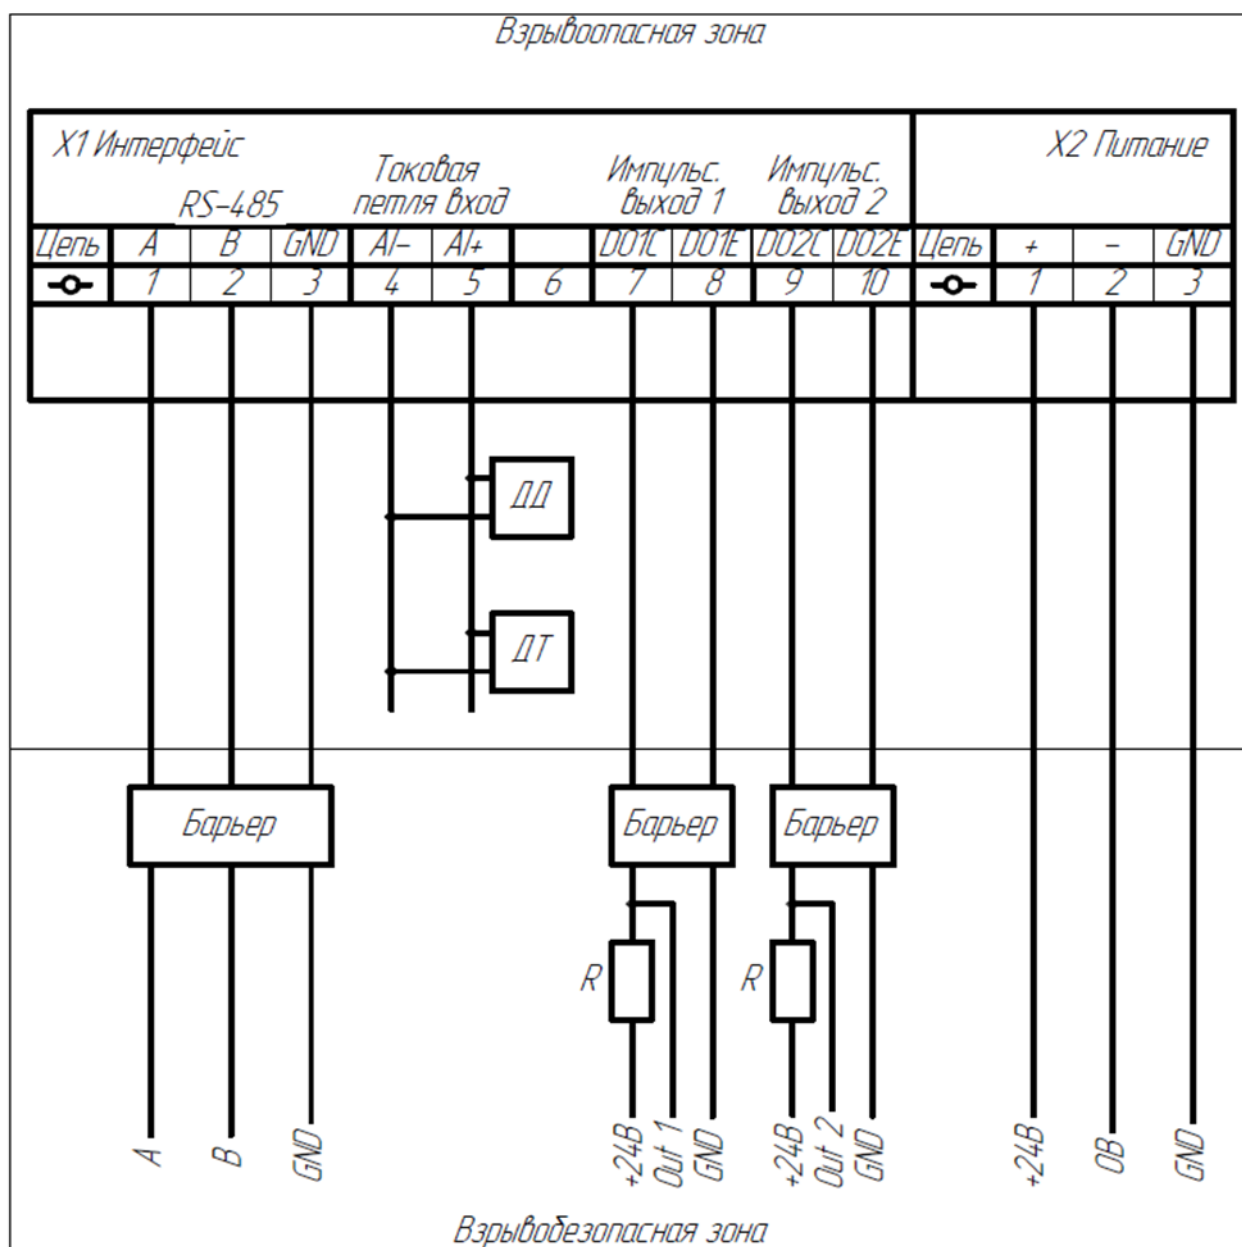 Взрывоопасная зона
X1 Интерфейс
X2 Питание
Токовая
петля вход
Импульс.
выход 1
Импульс.
выход 2
RS-485
Цепь A B GND AI- AI+ DO1C DO1E DO2C DO2E Цепь + - GND
1 2 3 4 5 6 7 8 9 10 1 2 3
ДД
ДТ
Барьер Барьер Барьер
R R
A B GND +24В Out 1 GND +24В Out 2 GND +24В 0В GND
Взрывобезопасная зона